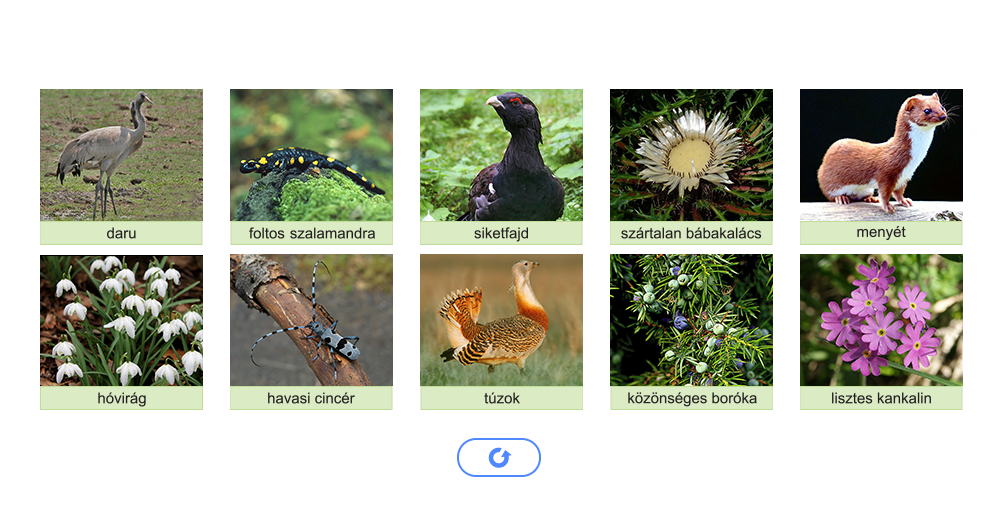 daru
foltos szalamandra
siketfajd
szártalan bábakalács
menyét
hóvirág
havasi cincér
túzok
közönséges boróka
lisztes kankalin